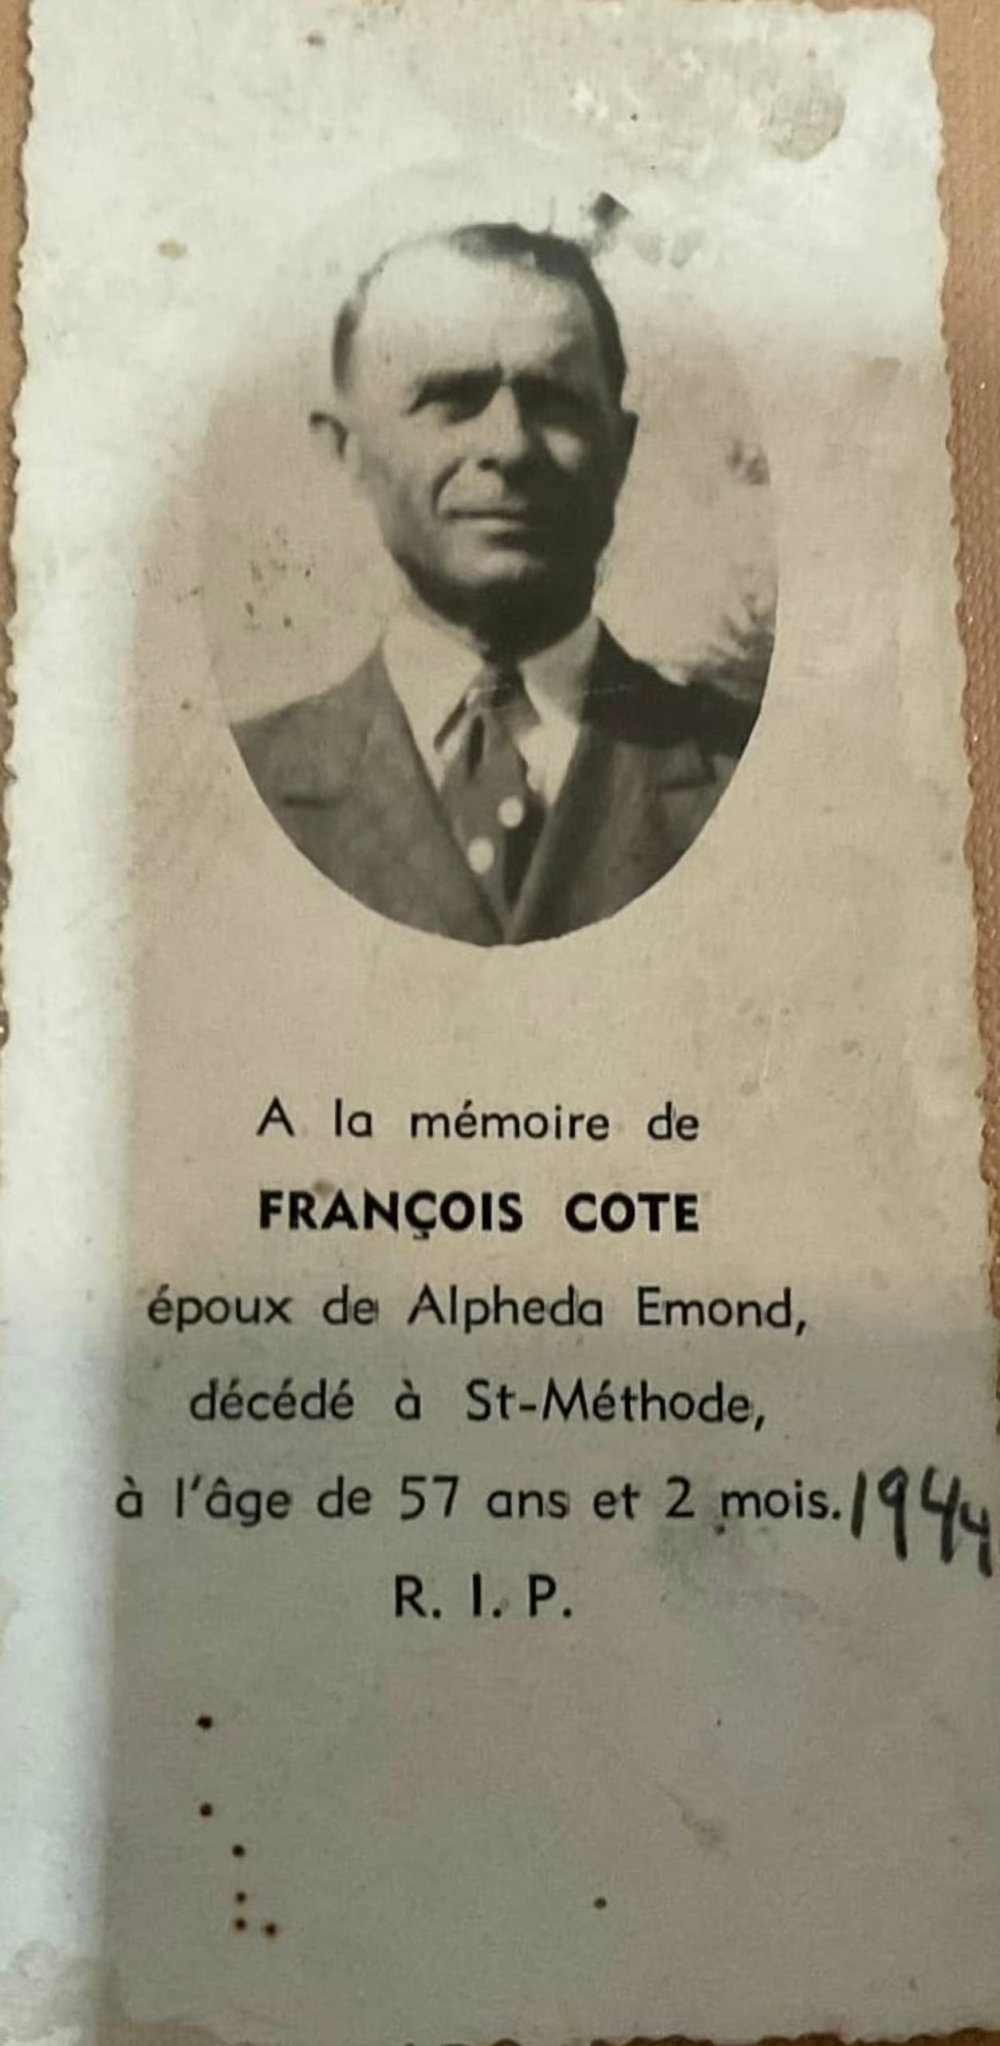 A la mémoire de
FRANÇOIS COTE
époux de Alpheda Emond,
décédé à St-Méthode,
à l'âge de 57 ans et 2 mois. 1944
R. I. P.